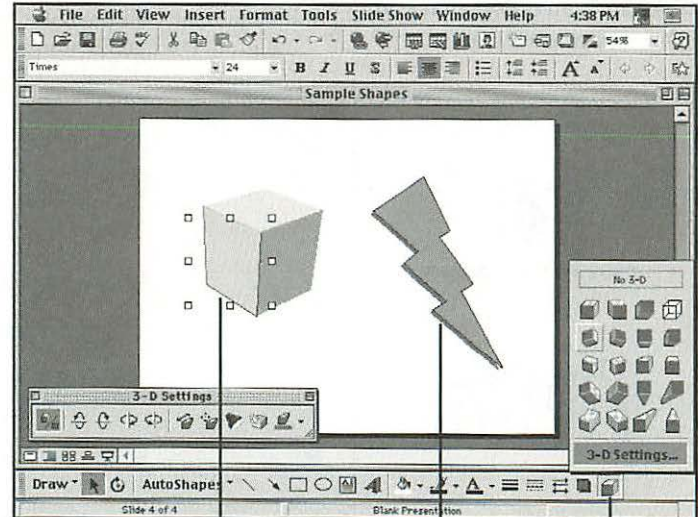 File Edit View Insert Format Tools Slide Show Window Help 4:38 PM
54%
Times 24 B I U S A A
Sample Shapes
No 3-D
3-D Settings
3-D Settings...
Draw AutoShapes A A
Slide 4 of 4 Blank Presentation